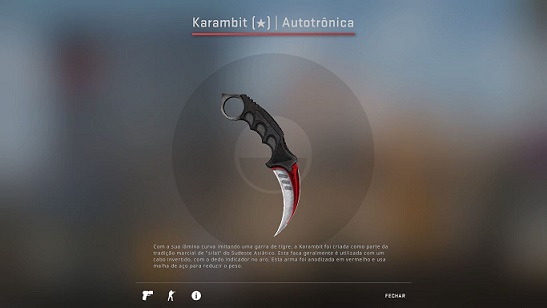 Karambit (★) | Autotrônica
Com a sua lâmina curva imitando uma garra de tigre, a Karambit foi criada como parte da
tradição marcial de "silat" do Sudeste Asiático. Esta faca geralmente é utilizada com um
cabo invertido, com o dedo indicador no aro. Esta arma foi anodizada em vermelho e usa
malha de aço para reduzir o peso.
FECHAR